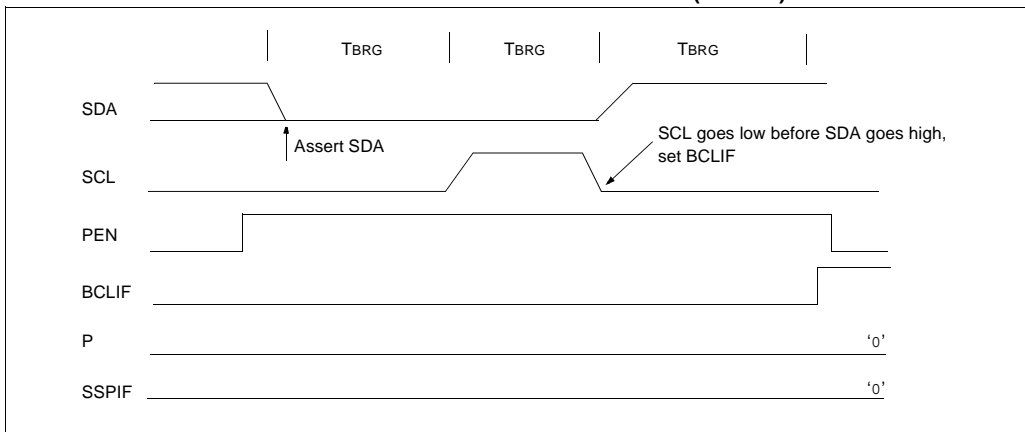 TBRG TBRG TBRG
SDA
Assert SDA
SCL goes low before SDA goes high,
set BCLIF
SCL
PEN
BCLIF
P
'0'
SSPIF
'0'